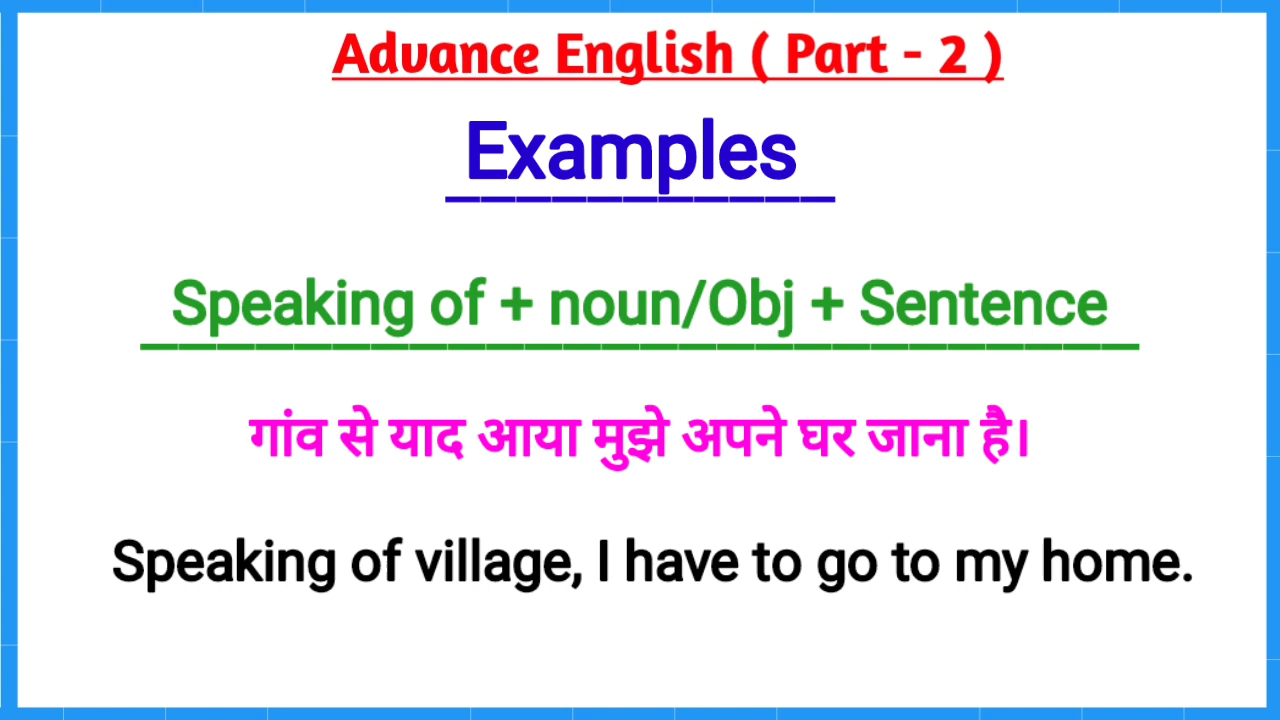 Advance English ( Part - 2 )
Examples
Speaking of + noun/Obj + Sentence
गांव से याद आया मुझे अपने घर जाना है।
Speaking of village, I have to go to my home.